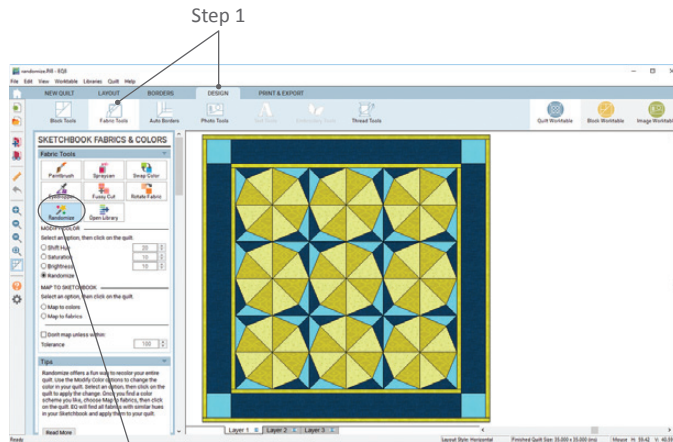 Step 1
randomize.PJ8 - EQ8
File Edit View Worktable Libraries Quilt Help
NEW QUILT LAYOUT BORDERS DESIGN PRINT & EXPORT
Block Tools Fabric Tools Auto Borders Photo Tools Thread Tools Quilt Worktable Block Worktable Image Worktable
SKETCHBOOK FABRICS & COLORS
Fabric Tools
Paintbrush Spraycan Swap Color
Eyedropper Fussy Cut Rotate Fabric
Randomize Open Library
MODIFY COLOR
Select an option, then click on the quilt.
Shift Hue 20
Saturation 10
Brightness 10
Randomize
MAP TO SKETCHBOOK
Select an option, then click on the quilt.
Map to colors
Map to fabrics
Don't map unless within:
Tolerance 100
Tips
Randomize offers a fun way to recolor your entire
quilt. Use the Modify Color options to change the
color in your quilt. Select an option, then click on the
quilt to apply the change. Once you find a color
scheme you like, choose Map to fabrics, then click
on the quilt. EQ will find all fabrics with similar hues
in your Sketchbook and apply them to your quilt.
Read More
Layer 1 Layer 2 Layer 3
Ready Layout Style: Horizontal Finished Quilt Size: 35.000 x 35.000 (ins) Mouse H: